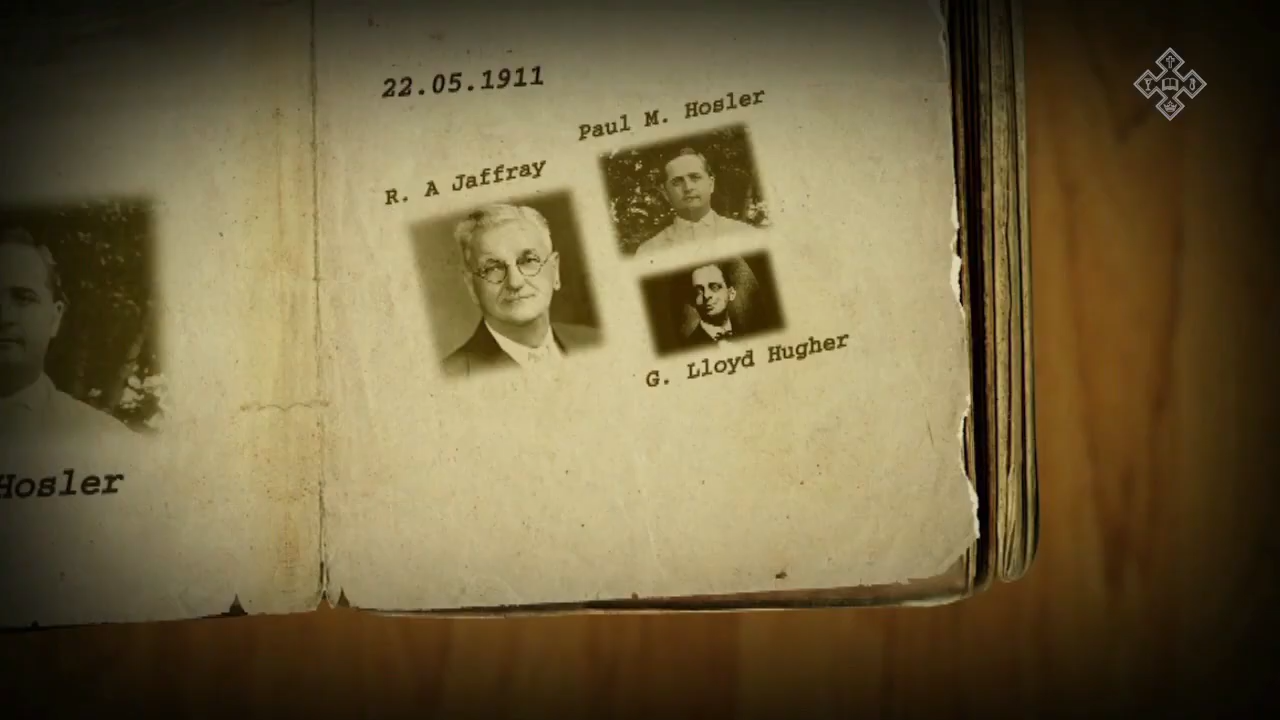 22.05.1911
Paul M. Hosler
R. A Jaffray
G. Lloyd Hugher
Hosler